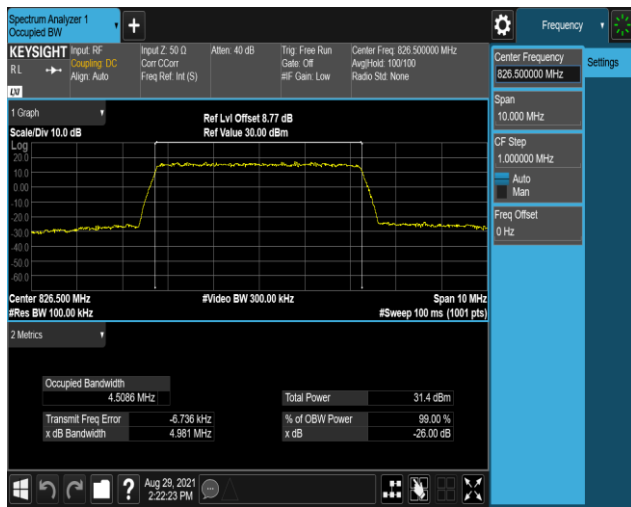 Spectrum Analyzer 1
Occupied BW
Frequency
KEYSIGHT
RL
LXI
Input: RF
Coupling: DC
Align: Auto
Input Z: 50 Ω
Corr CCorr
Freq Ref: Int (S)
Atten: 40 dB
Trig: Free Run
Gate: Off
#IF Gain: Low
Center Freq: 826.500000 MHz
Avg|Hold: 100/100
Radio Std: None
1 Graph
Scale/Div 10.0 dB
Ref Lvl Offset 8.77 dB
Ref Value 30.00 dBm
Log
20.0
10.0
0.00
-10.0
-20.0
-30.0
-40.0
-50.0
-60.0
Center 826.500 MHz
#Video BW 300.00 kHz
Span 10 MHz
#Res BW 100.00 kHz
#Sweep 100 ms (1001 pts)
2 Metrics
Occupied Bandwidth
4.5086 MHz
Transmit Freq Error -6.736 kHz
x dB Bandwidth 4.981 MHz
Total Power 31.4 dBm
% of OBW Power 99.00 %
x dB -26.00 dB
?
Aug 29, 2021
2:22:23 PM
Center Frequency
826.500000 MHz
Settings
Span
10.000 MHz
CF Step
1.000000 MHz
Auto
Man
Freq Offset
0 Hz